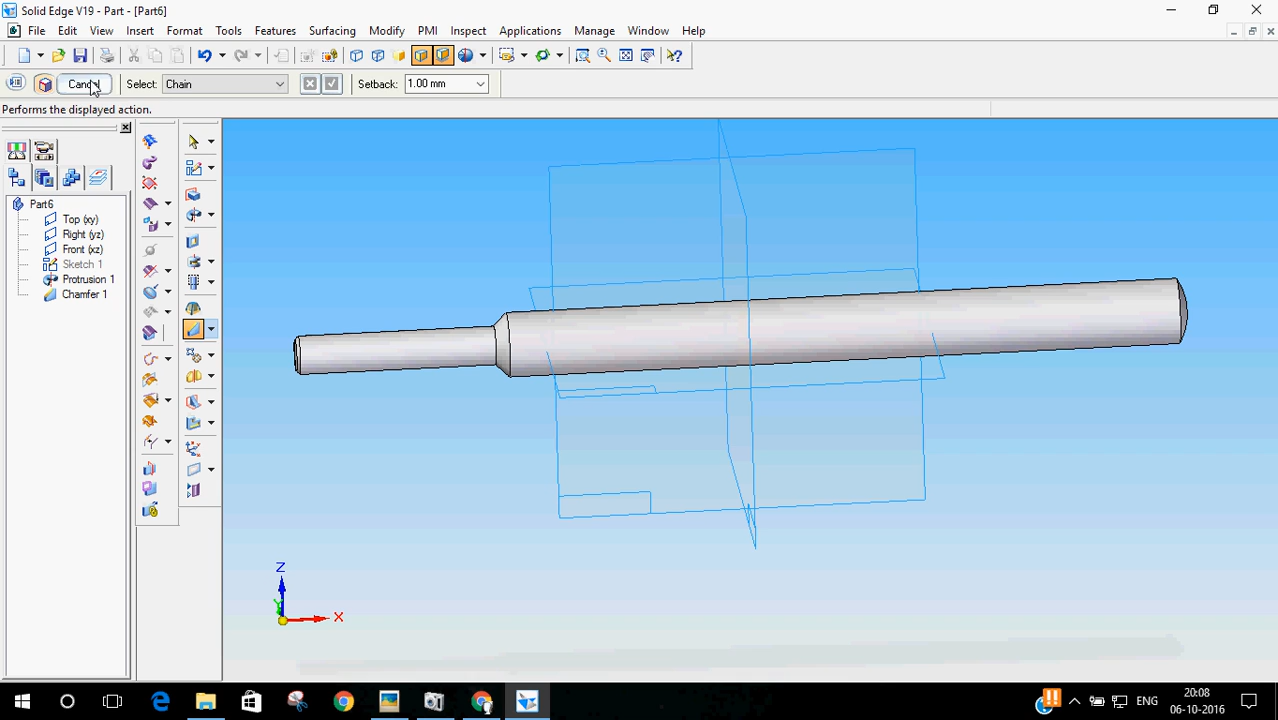 Solid Edge V19 - Part - [Part6]
File Edit View Insert Format Tools Features Surfacing Modify PMI Inspect Applications Manage Window Help
Cancel Select: Chain Setback: 1.00 mm
Performs the displayed action.
Part6
Top (xy)
Right (yz)
Front (xz)
Sketch 1
Protrusion 1
Chamfer 1
Z
Y
X
ENG
20:08
06-10-2016